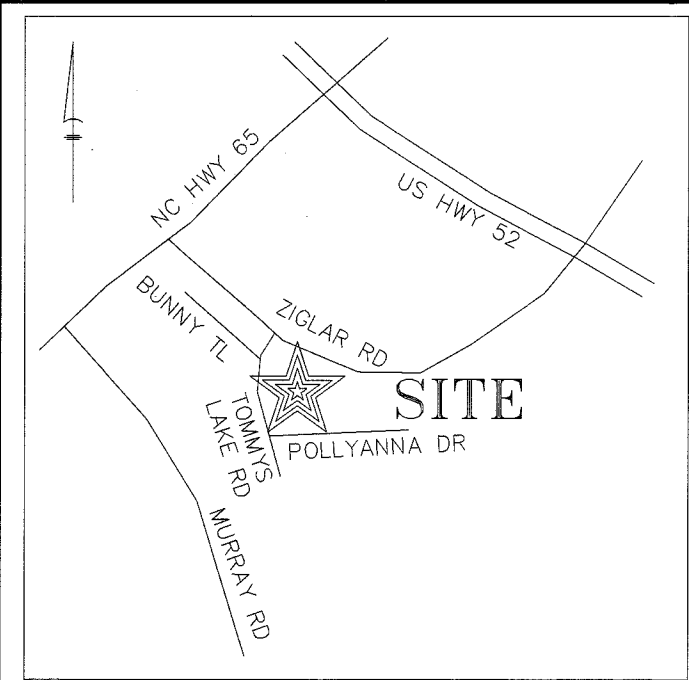 NC HWY 65
US HWY 52
BUNNY TL
ZIGLAR RD
SITE
TOMMYS
LAKE RD
POLLYANNA DR
MURRAY RD